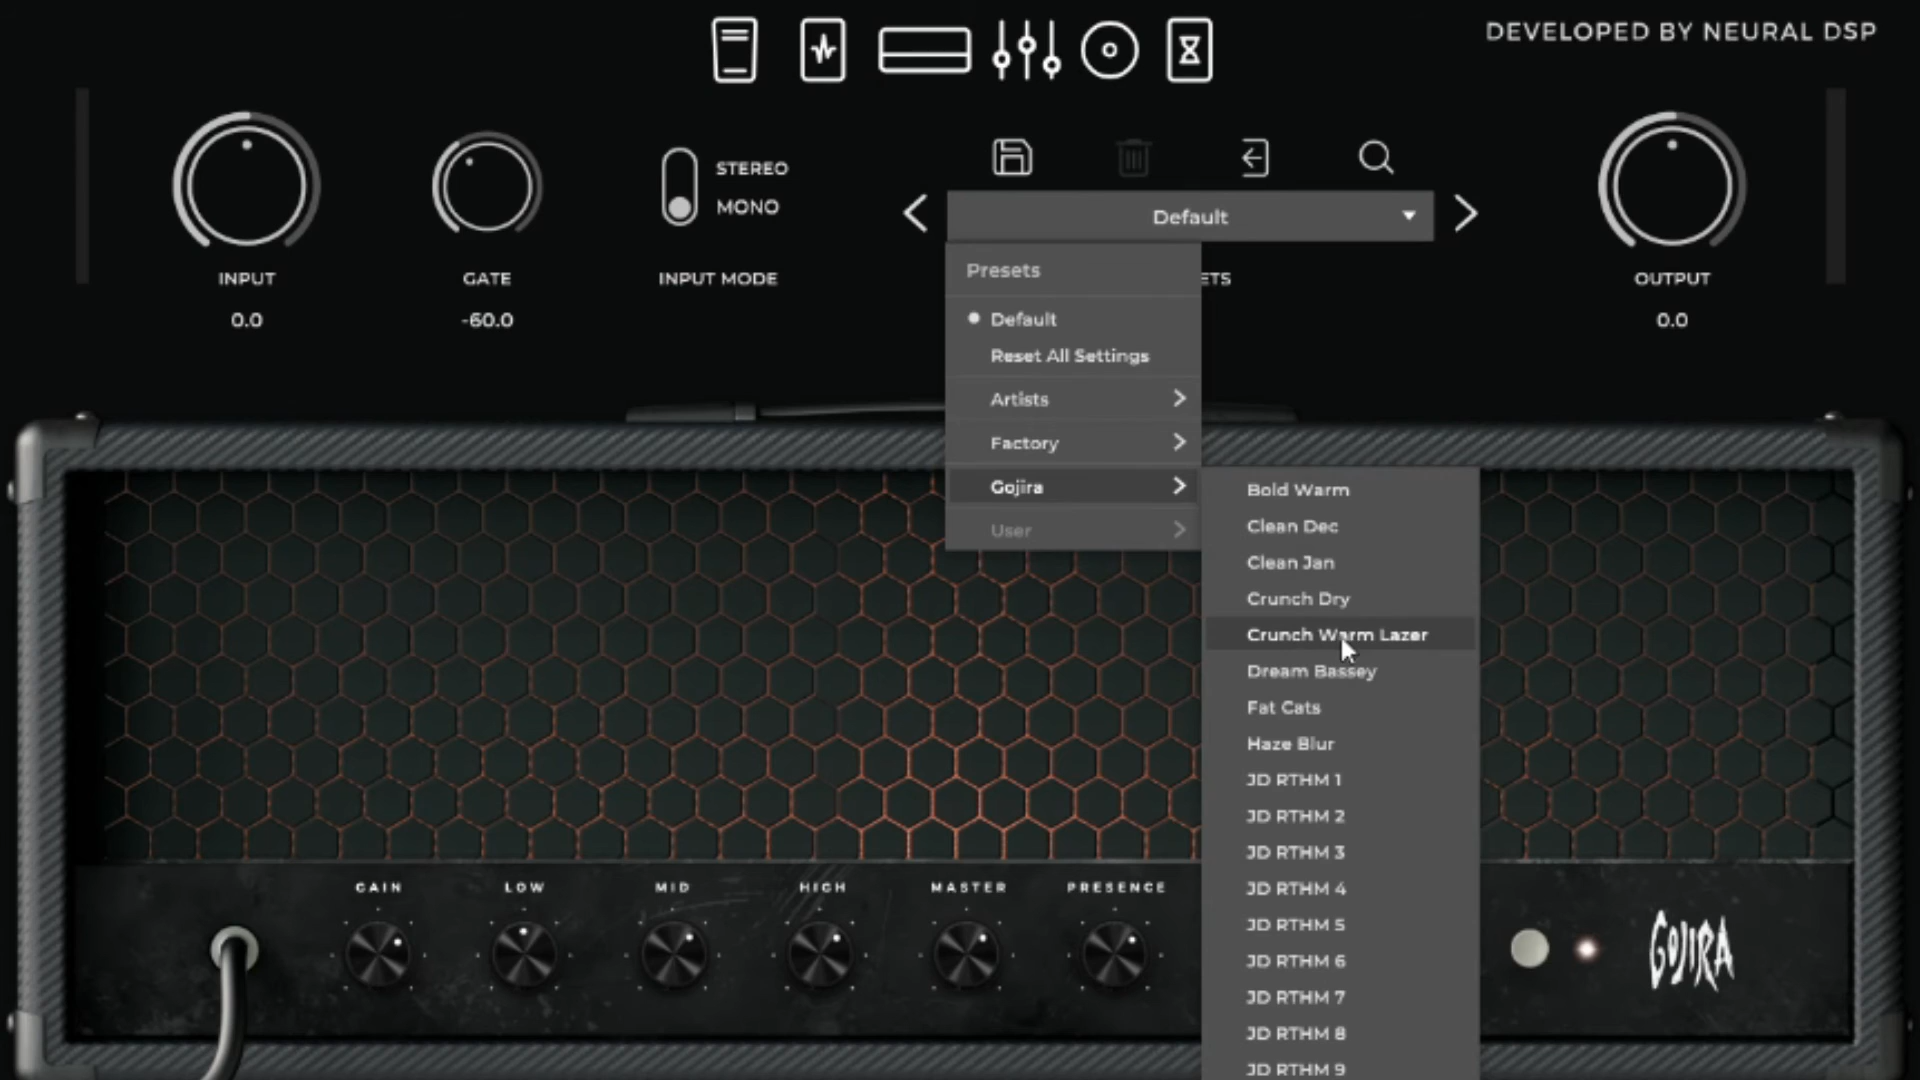 DEVELOPED BY NEURAL DSP
STEREO
MONO
Default
INPUT
GATE
INPUT MODE
ETS
OUTPUT
0.0
-60.0
0.0
Presets
Default
Reset All Settings
Artists
Factory
Gojira
User
Bold Warm
Clean Dec
Clean Jan
Crunch Dry
Crunch Warm Lazer
Dream Bassey
Fat Cats
Haze Blur
JD RTHM 1
JD RTHM 2
JD RTHM 3
JD RTHM 4
JD RTHM 5
JD RTHM 6
JD RTHM 7
JD RTHM 8
JD RTHM 9
GAIN
LOW
MID
HIGH
MASTER
PRESENCE
GOJIRA